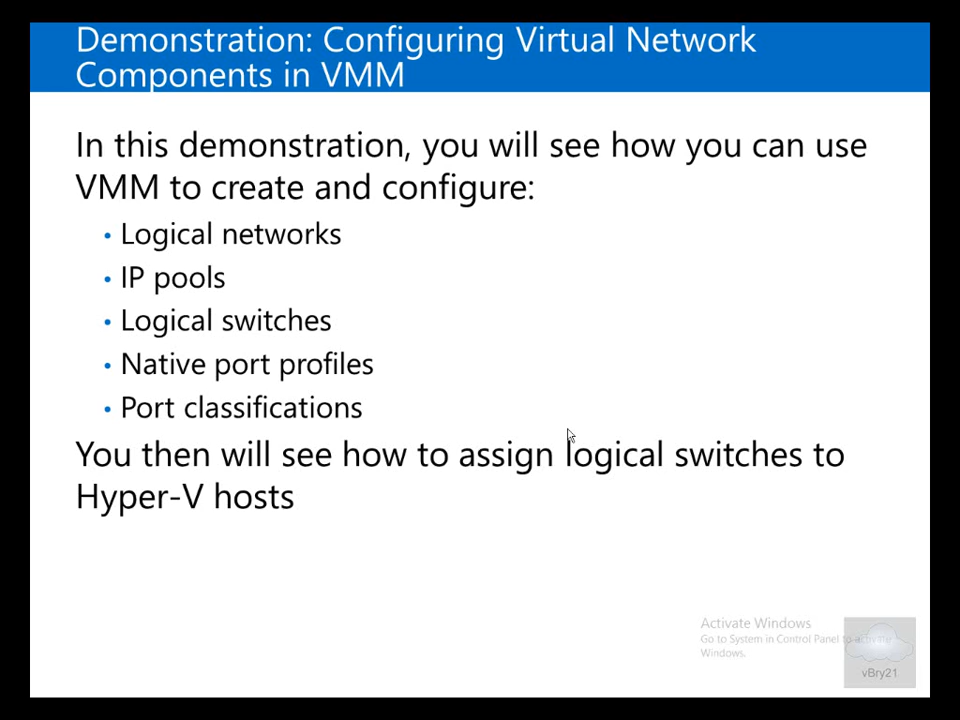 Demonstration: Configuring Virtual Network
Components in VMM
In this demonstration, you will see how you can use
VMM to create and configure:
• Logical networks
• IP pools
• Logical switches
• Native port profiles
• Port classifications
You then will see how to assign logical switches to
Hyper-V hosts
Activate Windows
Go to System in Control Panel to activate
Windows.
vBry21